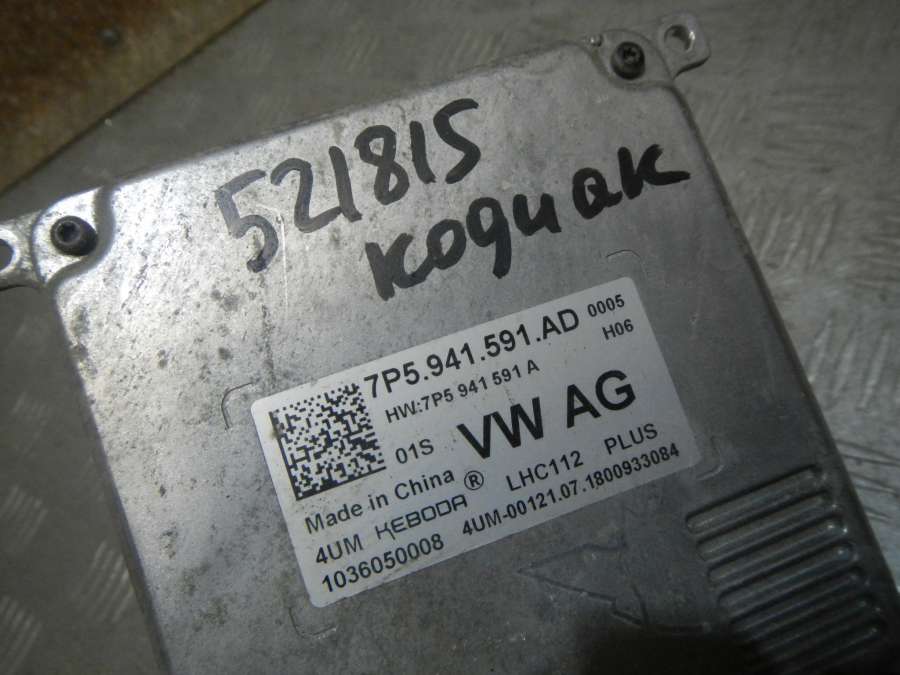 521815
кодиак
7P5.941.591.AD 0005
HW:7P5 941 591 A H06
01S VW AG
Made in China
4UM KEBODA® LHC112 PLUS
1036050008 4UM-00121.07.1800933084